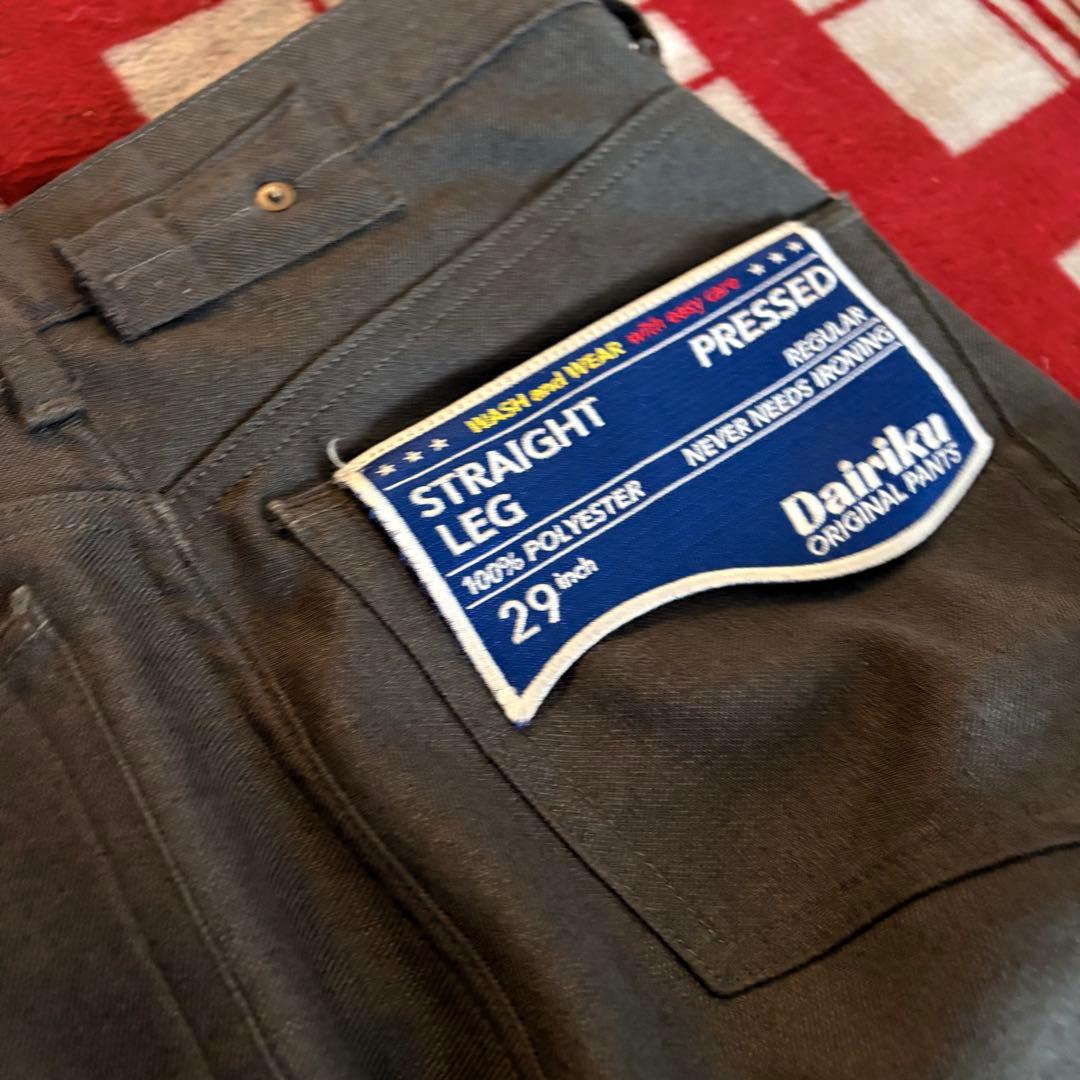 ★★★ WASH and WEAR with easy care ★★★
STRAIGHT LEG
PRESSED
REGULAR
100% POLYESTER NEVER NEEDS IRONING
29 inch
Dairiku
ORIGINAL PANTS